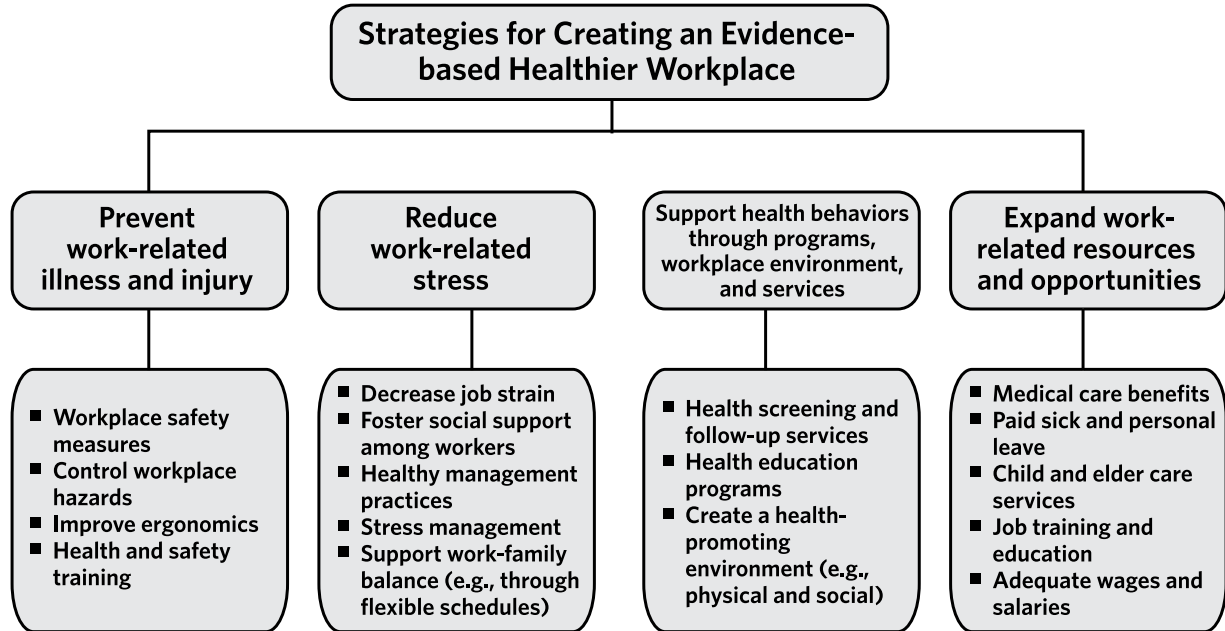 Strategies for Creating an Evidence-
based Healthier Workplace
Prevent
work-related
illness and injury
■ Workplace safety
measures
■ Control workplace
hazards
■ Improve ergonomics
■ Health and safety
training
Reduce
work-related
stress
■ Decrease job strain
■ Foster social support
among workers
■ Healthy management
practices
■ Stress management
■ Support work-family
balance (e.g., through
flexible schedules)
Support health behaviors
through programs,
workplace environment,
and services
■ Health screening and
follow-up services
■ Health education
programs
■ Create a health-
promoting
environment (e.g.,
physical and social)
Expand work-
related resources
and opportunities
■ Medical care benefits
■ Paid sick and personal
leave
■ Child and elder care
services
■ Job training and
education
■ Adequate wages and
salaries